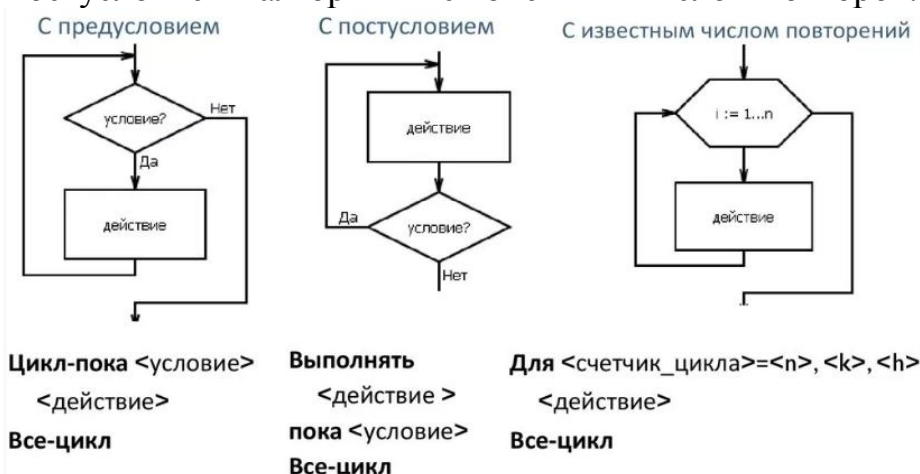 С предусловием
условие?
Нет
Да
действие
Цикл-пока <условие>
<действие>
Все-цикл
С постусловием
действие
Да
условие?
Нет
Выполнять
<действие >
пока <условие>
Все-цикл
С известным числом повторений
i := 1...n
действие
Для <счетчик_цикла>=<n>, <k>, <h>
<действие>
Все-цикл